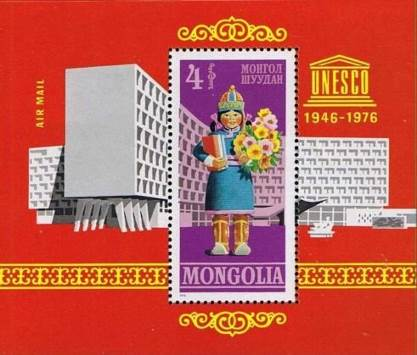 AIR MAIL
4
МОНГОЛ
ШУУДАН
UNESCO
1946-1976
MONGOLIA